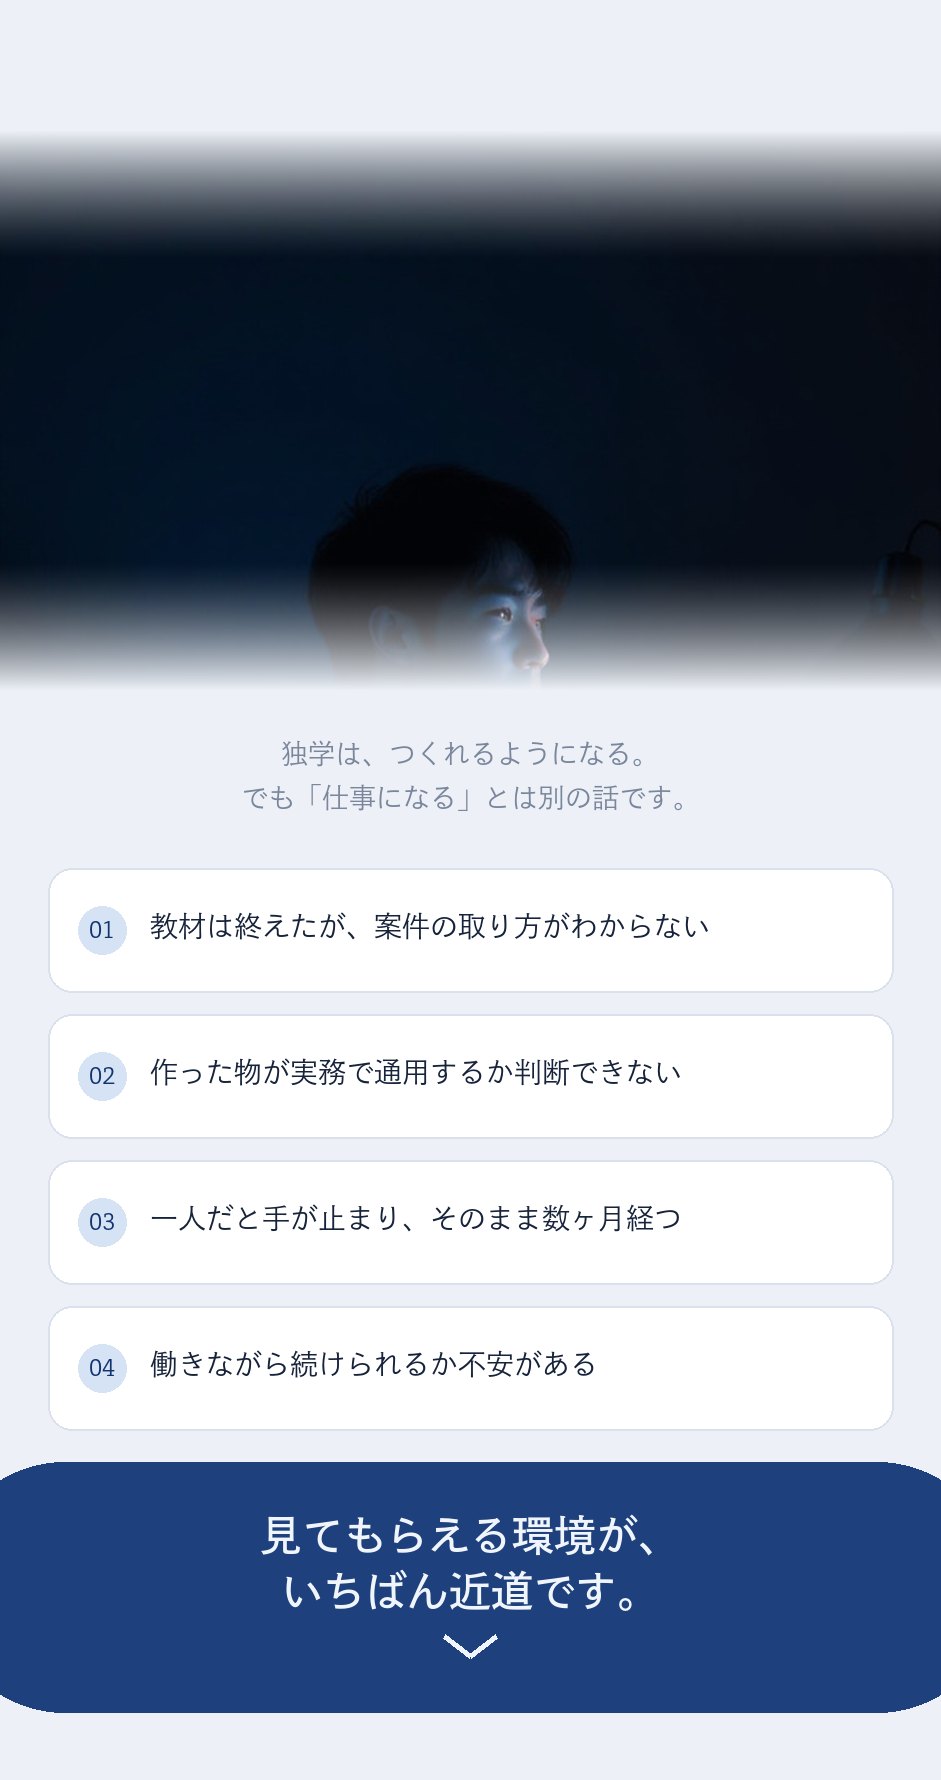 独学は、つくれるようになる。
でも「仕事になる」とは別の話です。
01 教材は終えたが、案件の取り方がわからない
02 作った物が実務で通用するか判断できない
03 一人だと手が止まり、そのまま数ヶ月経つ
04 働きながら続けられるか不安がある
見てもらえる環境が、
いちばん近道です。